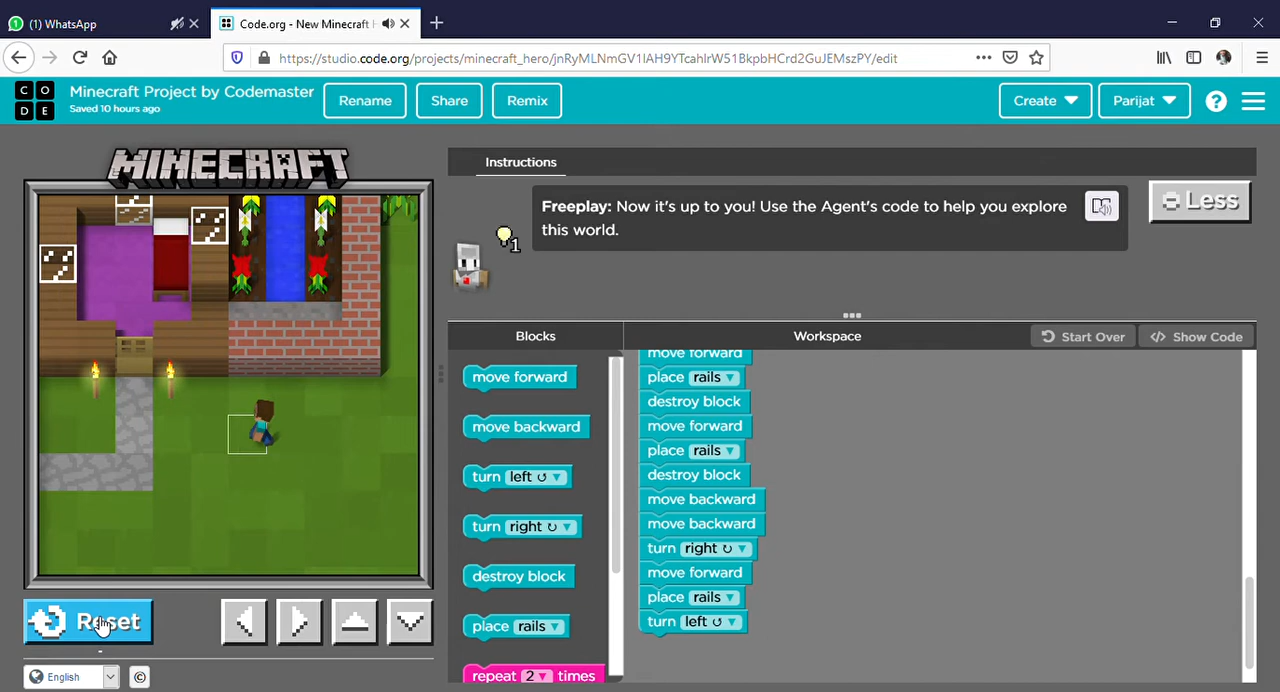 (1) WhatsApp
Code.org - New Minecraft H
https://studio.code.org/projects/minecraft_hero/jnRyMLNmGV1lAH9YTcahlrW51BkpbHCrd2GuJEMszPY/edit
C O
D E
Minecraft Project by Codemaster
Saved 10 hours ago
Rename
Share
Remix
Create
Parijat
?
MINECRAFT
Instructions
Freeplay: Now it's up to you! Use the Agent's code to help you explore
this world.
1
Less
Blocks
Workspace
Start Over
</> Show Code
move forward
move backward
turn left
turn right
destroy block
place rails
repeat 2 times
move forward
place rails
destroy block
move forward
place rails
destroy block
move backward
move backward
turn right
move forward
place rails
turn left
Reset
English
©